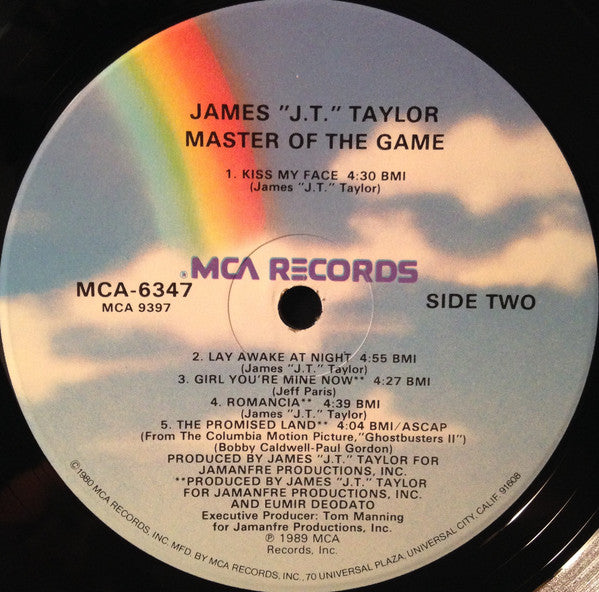 JAMES "J.T." TAYLOR
MASTER OF THE GAME
1. KISS MY FACE 4:30 BMI
(James "J.T." Taylor)
® MCA RECORDS
MCA-6347
MCA 9397
SIDE TWO
2. LAY AWAKE AT NIGHT 4:55 BMI
(James "J.T." Taylor)
3. GIRL YOU'RE MINE NOW** 4:27 BMI
(Jeff Paris)
4. ROMANCIA** 4:39 BMI
(James "J.T." Taylor)
5. THE PROMISED LAND** 4:04 BMI/ASCAP
(From The Columbia Motion Picture, "Ghostbusters II")
(Bobby Caldwell-Paul Gordon)
PRODUCED BY JAMES "J.T." TAYLOR FOR
JAMANFRE PRODUCTIONS, INC.
**PRODUCED BY JAMES "J.T." TAYLOR
FOR JAMANFRE PRODUCTIONS, INC.
AND EUMIR DEODATO
Executive Producer: Tom Manning
for Jamanfre Productions, Inc.
℗ 1989 MCA
Records, Inc.
©1980 MCA RECORDS, INC. MFD. BY MCA RECORDS, INC., 70 UNIVERSAL PLAZA, UNIVERSAL CITY, CALIF. 91608